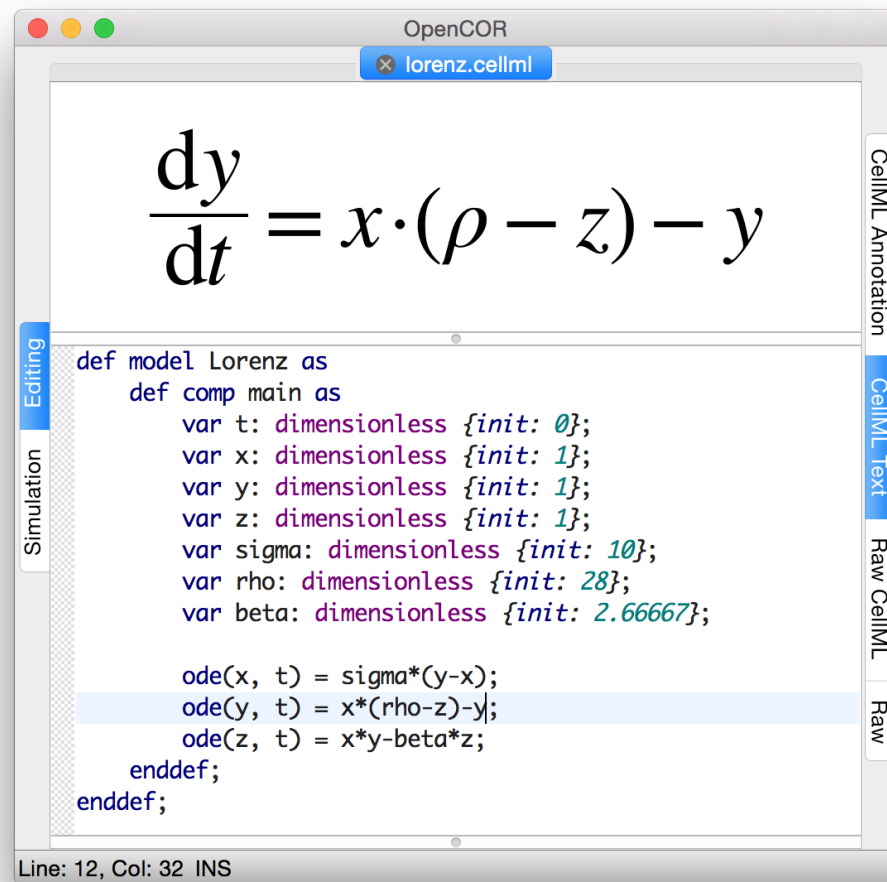 OpenCOR
lorenz.cellml
dy
dt
= x·(ρ − z) − y
Editing
Simulation
def model Lorenz as
    def comp main as
        var t: dimensionless {init: 0};
        var x: dimensionless {init: 1};
        var y: dimensionless {init: 1};
        var z: dimensionless {init: 1};
        var sigma: dimensionless {init: 10};
        var rho: dimensionless {init: 28};
        var beta: dimensionless {init: 2.66667};

        ode(x, t) = sigma*(y-x);
        ode(y, t) = x*(rho-z)-y;
        ode(z, t) = x*y-beta*z;
    enddef;
enddef;
CellML Annotation
CellML Text
Raw CellML
Raw
Line: 12, Col: 32 INS